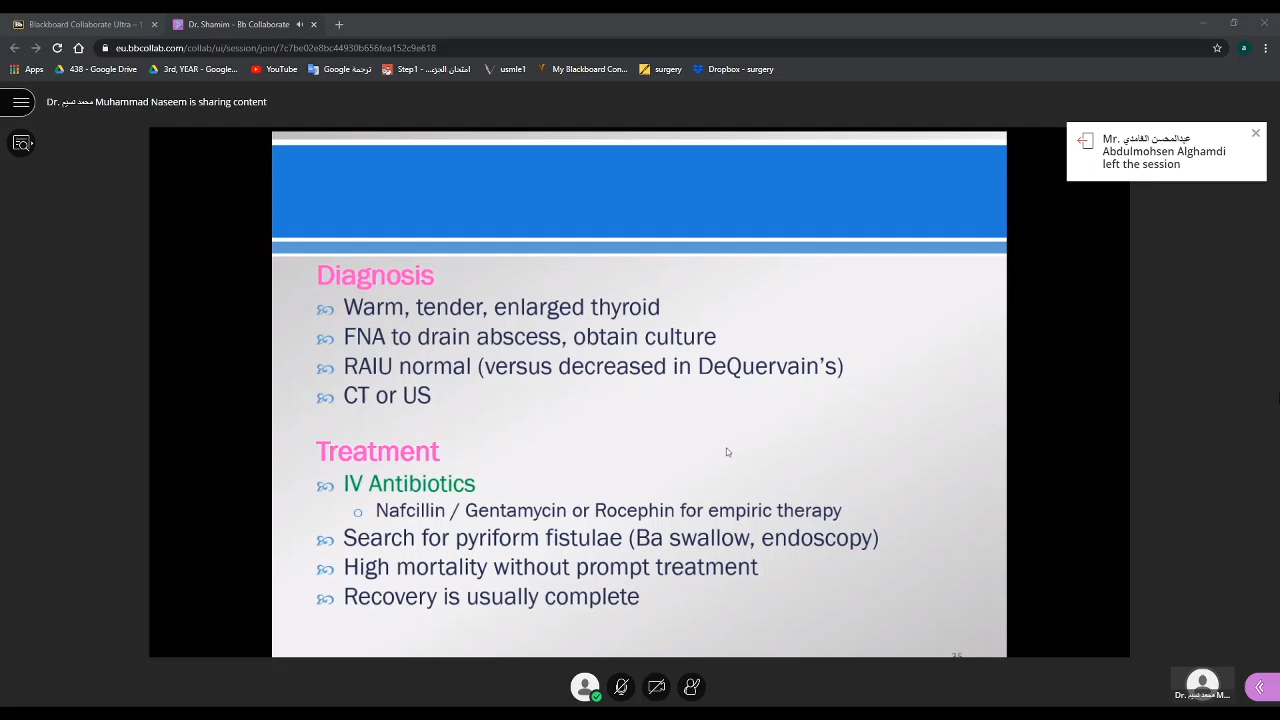 Blackboard Collaborate Ultra – 1
Dr. Shamim - Bb Collaborate
eu.bbcollab.com/collab/ui/session/join/7c7be02e8bc44930b656fea152c9e618
Apps
438 - Google Drive
3rd, YEAR - Google...
YouTube
Google ترجمة
Step1 - ...امتحان الجزء
usmle1
My Blackboard Con...
surgery
Dropbox - surgery
Dr. محمد نسيم Muhammad Naseem is sharing content
Mr. عبدالمحسن الغامدي
Abdulmohsen Alghamdi
left the session
Diagnosis
Warm, tender, enlarged thyroid
FNA to drain abscess, obtain culture
RAIU normal (versus decreased in DeQuervain’s)
CT or US
Treatment
IV Antibiotics
Nafcillin / Gentamycin or Rocephin for empiric therapy
Search for pyriform fistulae (Ba swallow, endoscopy)
High mortality without prompt treatment
Recovery is usually complete
35
Dr. محمد نسيم M...